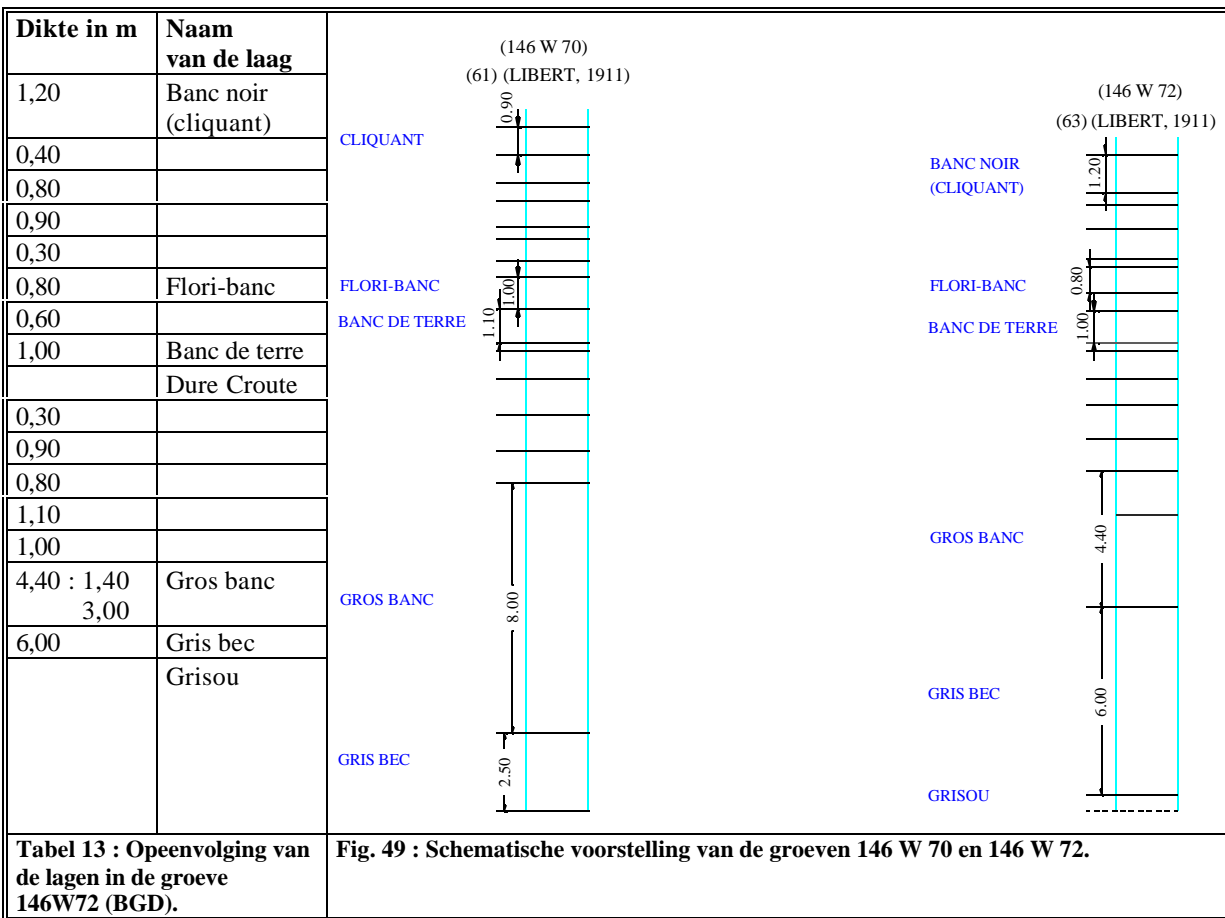 Dikte in m Naam
van de laag
1,20 Banc noir
(cliquant)
0,40
0,80
0,90
0,30
0,80 Flori-banc
0,60
1,00 Banc de terre
Dure Croute
0,30
0,90
0,80
1,10
1,00
4,40 : 1,40 Gros banc
3,00
6,00 Gris bec
Grisou
(146 W 70)
(61) (LIBERT, 1911)
0.90
CLIQUANT
FLORI-BANC
1.00
BANC DE TERRE
1.10
GROS BANC
8.00
GRIS BEC
2.50
(146 W 72)
(63) (LIBERT, 1911)
BANC NOIR
(CLIQUANT)
1.20
FLORI-BANC
0.80
BANC DE TERRE
1.00
GROS BANC
4.40
GRIS BEC
6.00
GRISOU
Tabel 13 : Opeenvolging van
de lagen in de groeve
146W72 (BGD).
Fig. 49 : Schematische voorstelling van de groeven 146 W 70 en 146 W 72.